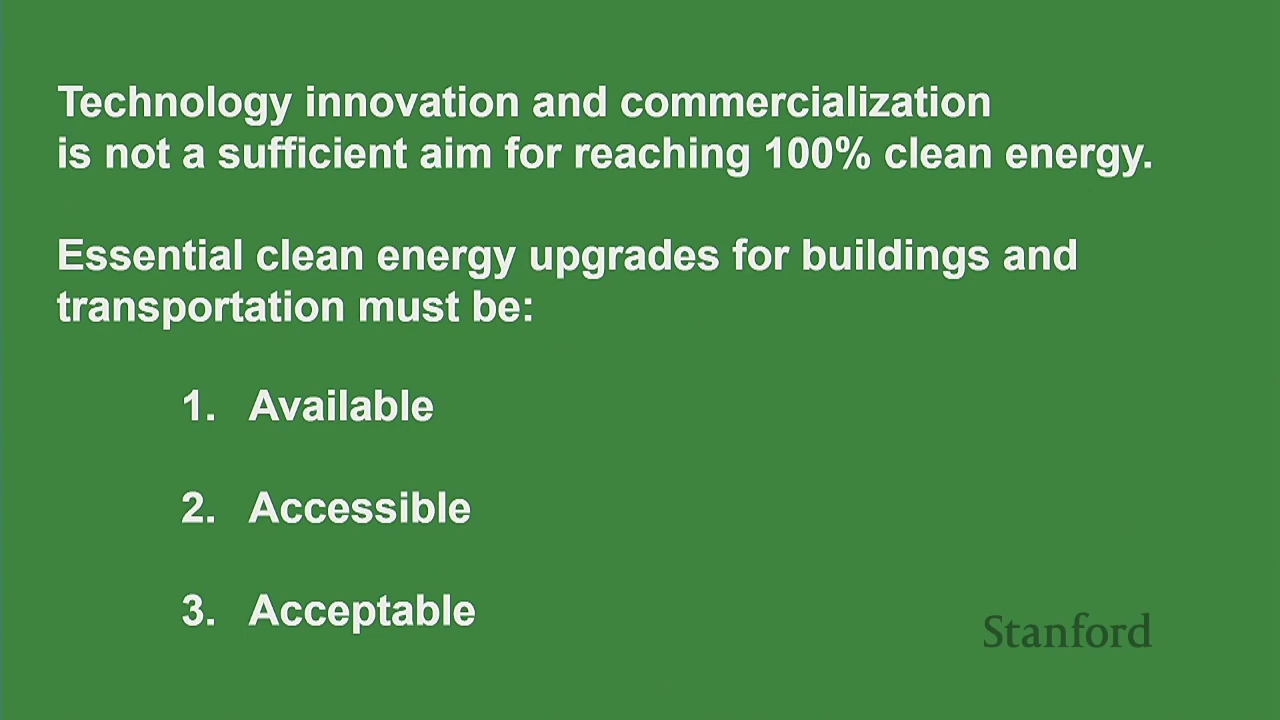 Technology innovation and commercialization
is not a sufficient aim for reaching 100% clean energy.
Essential clean energy upgrades for buildings and
transportation must be:
1. Available
2. Accessible
3. Acceptable
Stanford